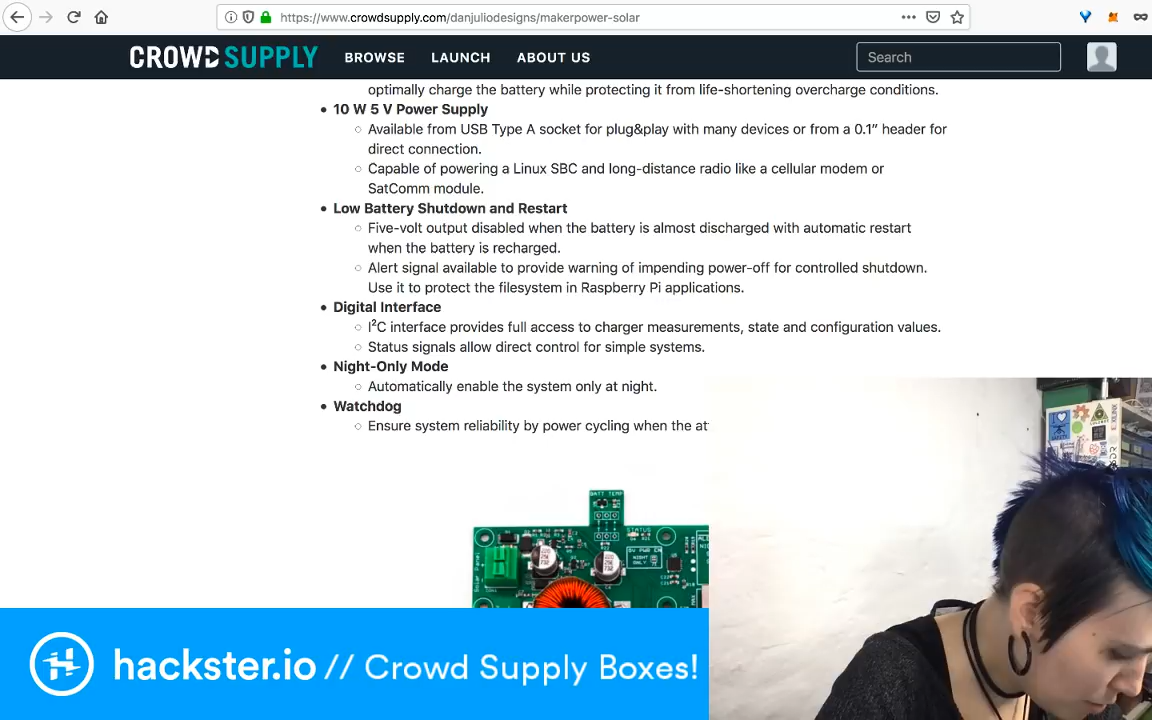 https://www.crowdsupply.com/danjuliodesigns/makerpower-solar
CROWD SUPPLY BROWSE LAUNCH ABOUT US Search
optimally charge the battery while protecting it from life-shortening overcharge conditions.
• 10 W 5 V Power Supply
○ Available from USB Type A socket for plug&play with many devices or from a 0.1” header for
direct connection.
○ Capable of powering a Linux SBC and long-distance radio like a cellular modem or
SatComm module.
• Low Battery Shutdown and Restart
○ Five-volt output disabled when the battery is almost discharged with automatic restart
when the battery is recharged.
○ Alert signal available to provide warning of impending power-off for controlled shutdown.
Use it to protect the filesystem in Raspberry Pi applications.
• Digital Interface
○ I²C interface provides full access to charger measurements, state and configuration values.
○ Status signals allow direct control for simple systems.
• Night-Only Mode
○ Automatically enable the system only at night.
• Watchdog
○ Ensure system reliability by power cycling when the at
BATT TEMP
STATUS
hackster.io // Crowd Supply Boxes!